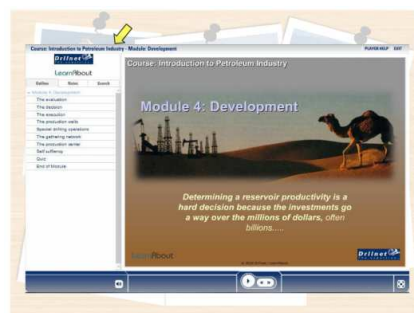 Course: Introduction to Petroleum Industry - Module: Development
PLAYER HELP EXIT
Drilnet
LearnAbout
Outline Notes Search
Module 4: Development
The evaluation
The decision
The execution
The production wells
Special drilling operations
The gathering network
The production center
Self suffering
Quiz
End of Module
Course: Introduction to Petroleum Industry
Module 4: Development
Determining a reservoir productivity is a
hard decision because the investments go
a way over the millions of dollars, often
billions.....
LearnAbout
Drilnet